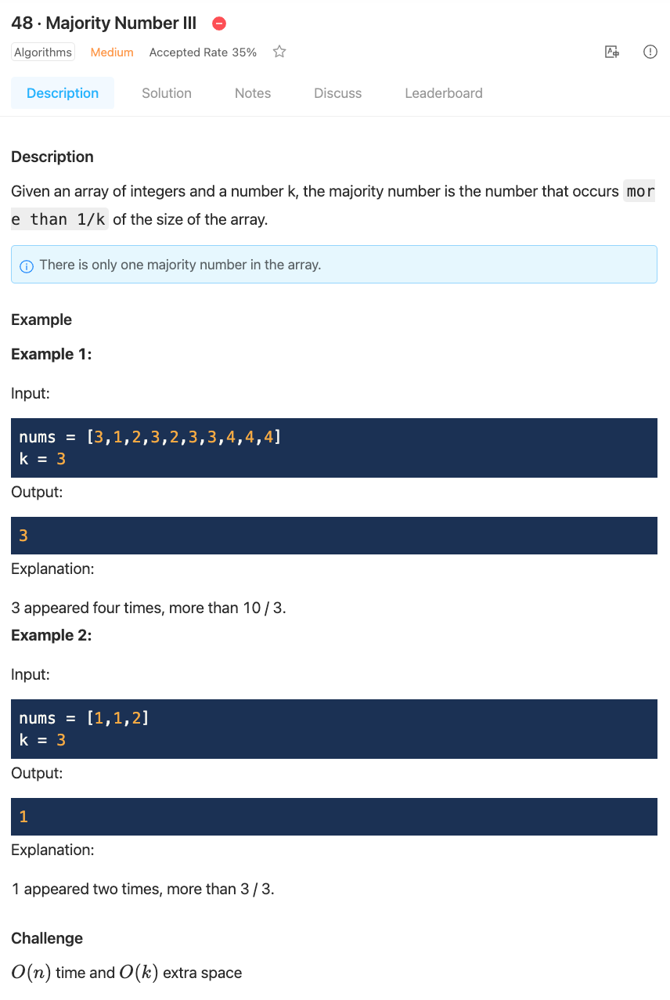 48 · Majority Number III
Algorithms Medium Accepted Rate 35%
Description Solution Notes Discuss Leaderboard
Description
Given an array of integers and a number k, the majority number is the number that occurs mor
e than 1/k of the size of the array.
There is only one majority number in the array.
Example
Example 1:
Input:
nums = [3,1,2,3,2,3,3,4,4,4]
k = 3
Output:
3
Explanation:
3 appeared four times, more than 10 / 3.
Example 2:
Input:
nums = [1,1,2]
k = 3
Output:
1
Explanation:
1 appeared two times, more than 3 / 3.
Challenge
O(n) time and O(k) extra space